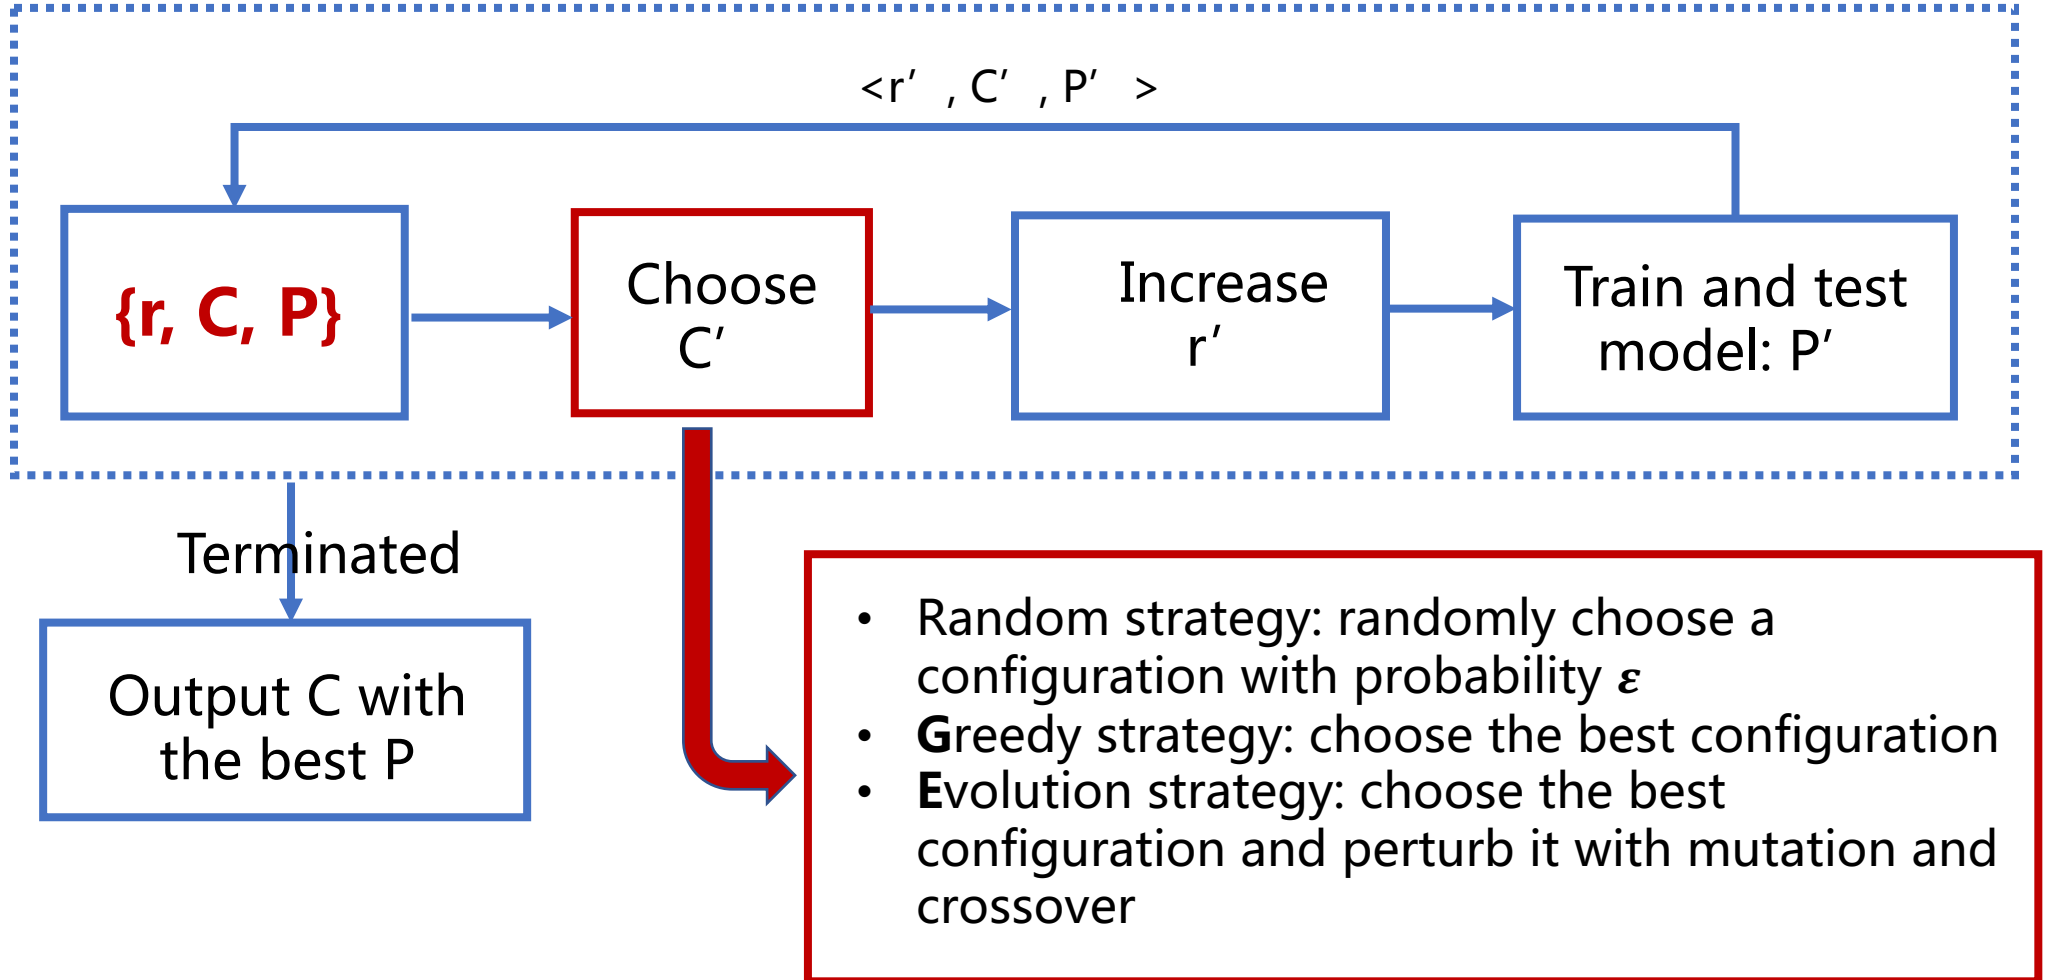 <r′ , C′ , P′ >
{r, C, P}
Choose
C′
Increase
r′
Train and test
model: P′
Terminated
Output C with
the best P
• Random strategy: randomly choose a
configuration with probability ε
• Greedy strategy: choose the best configuration
• Evolution strategy: choose the best
configuration and perturb it with mutation and
crossover